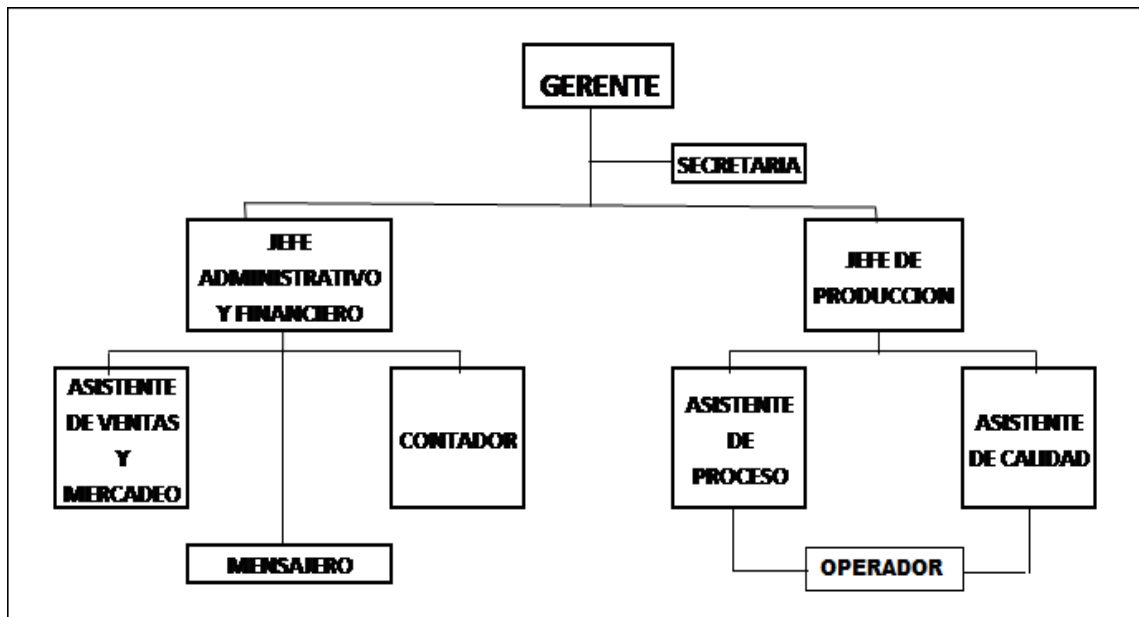 GERENTE
SECRETARIA
JEFE
ADMINISTRATIVO
Y FINANCIERO
JEFE DE
PRODUCCION
ASISTENTE
DE VENTAS
Y
MERCADEO
CONTADOR
ASISTENTE
DE
PROCESO
ASISTENTE
DE CALIDAD
MENSAJERO
OPERADOR